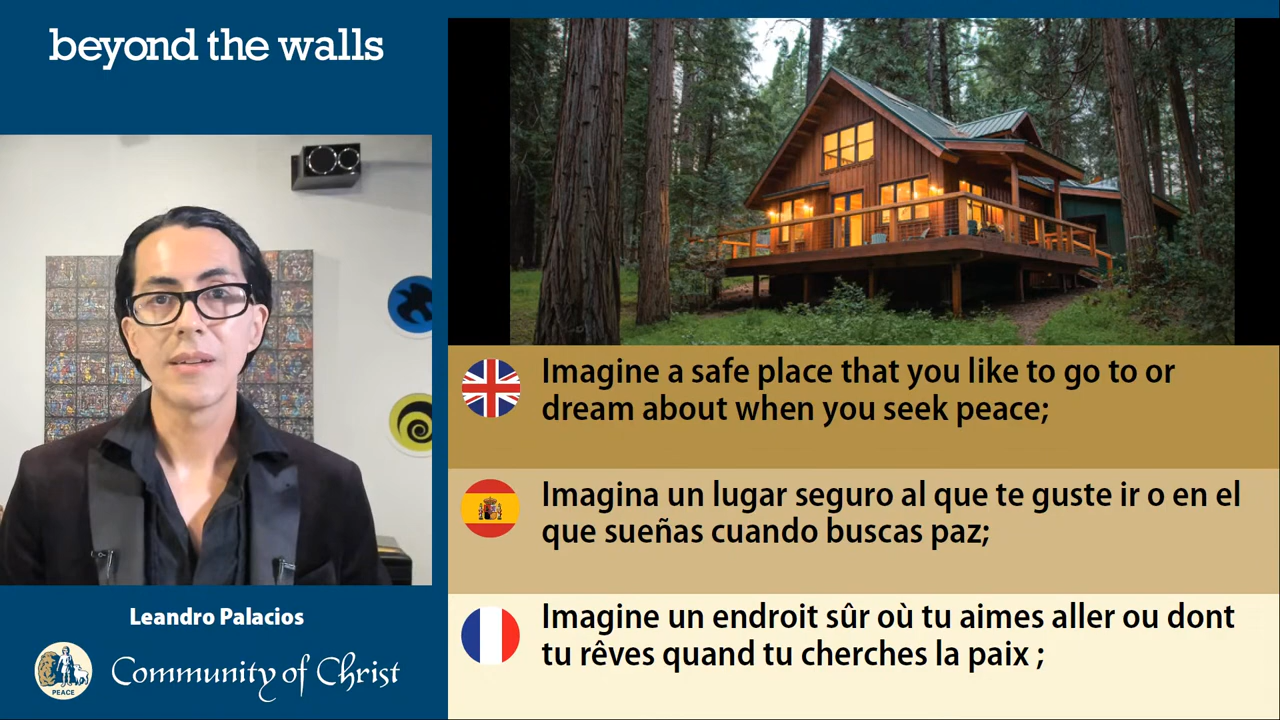 beyond the walls
Imagine a safe place that you like to go to or
dream about when you seek peace;
Imagina un lugar seguro al que te guste ir o en el
que sueñas cuando buscas paz;
Imagine un endroit sûr où tu aimes aller ou dont
tu rêves quand tu cherches la paix ;
Leandro Palacios
PEACE
Community of Christ